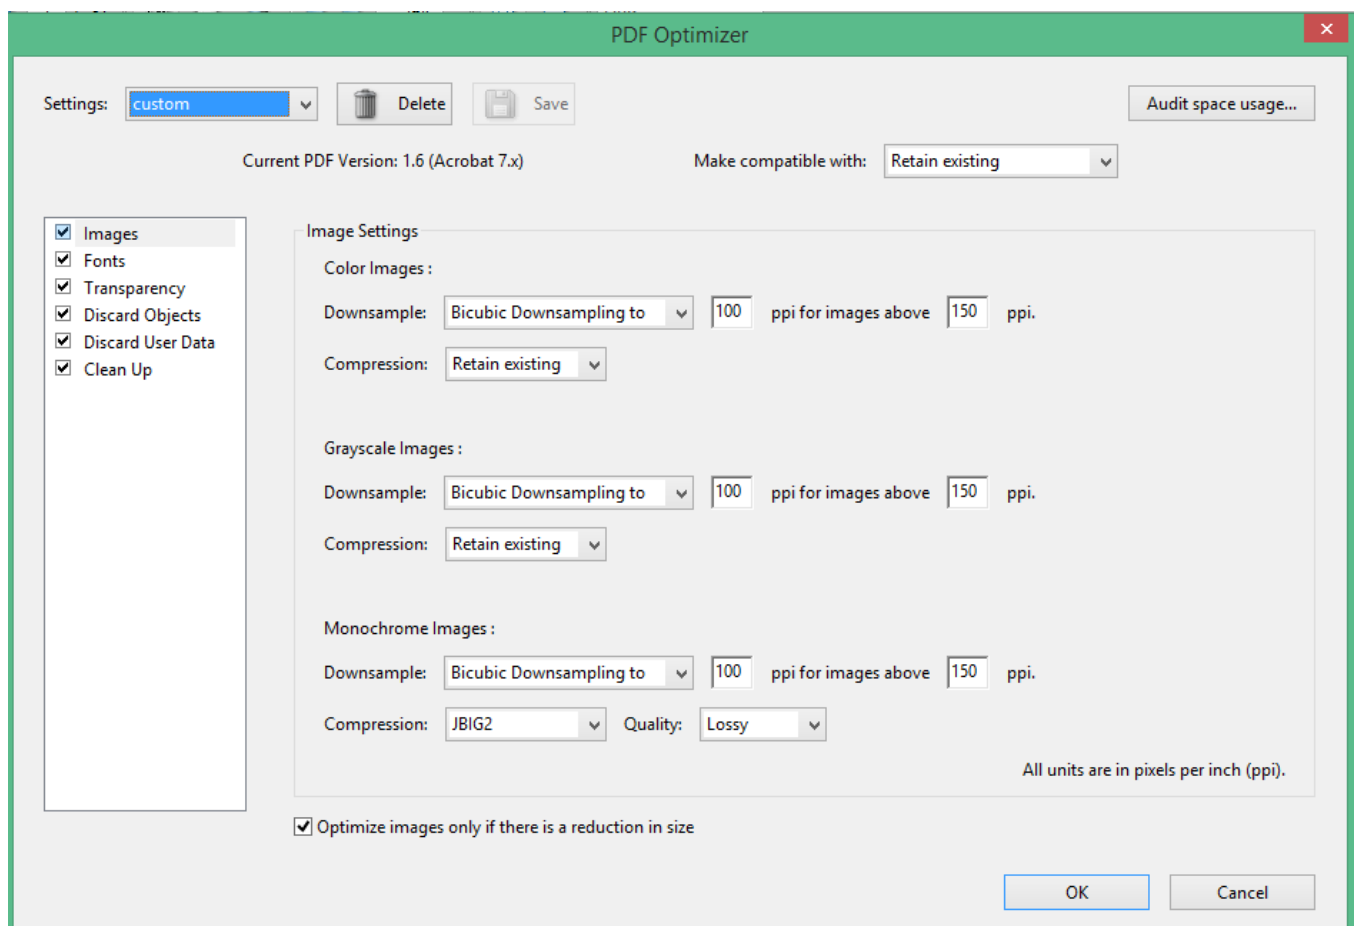 PDF Optimizer
Settings: custom Delete Save Audit space usage...
Current PDF Version: 1.6 (Acrobat 7.x) Make compatible with: Retain existing
Images
Fonts
Transparency
Discard Objects
Discard User Data
Clean Up
Image Settings
Color Images :
Downsample: Bicubic Downsampling to 100 ppi for images above 150 ppi.
Compression: Retain existing
Grayscale Images :
Downsample: Bicubic Downsampling to 100 ppi for images above 150 ppi.
Compression: Retain existing
Monochrome Images :
Downsample: Bicubic Downsampling to 100 ppi for images above 150 ppi.
Compression: JBIG2 Quality: Lossy
All units are in pixels per inch (ppi).
Optimize images only if there is a reduction in size
OK Cancel